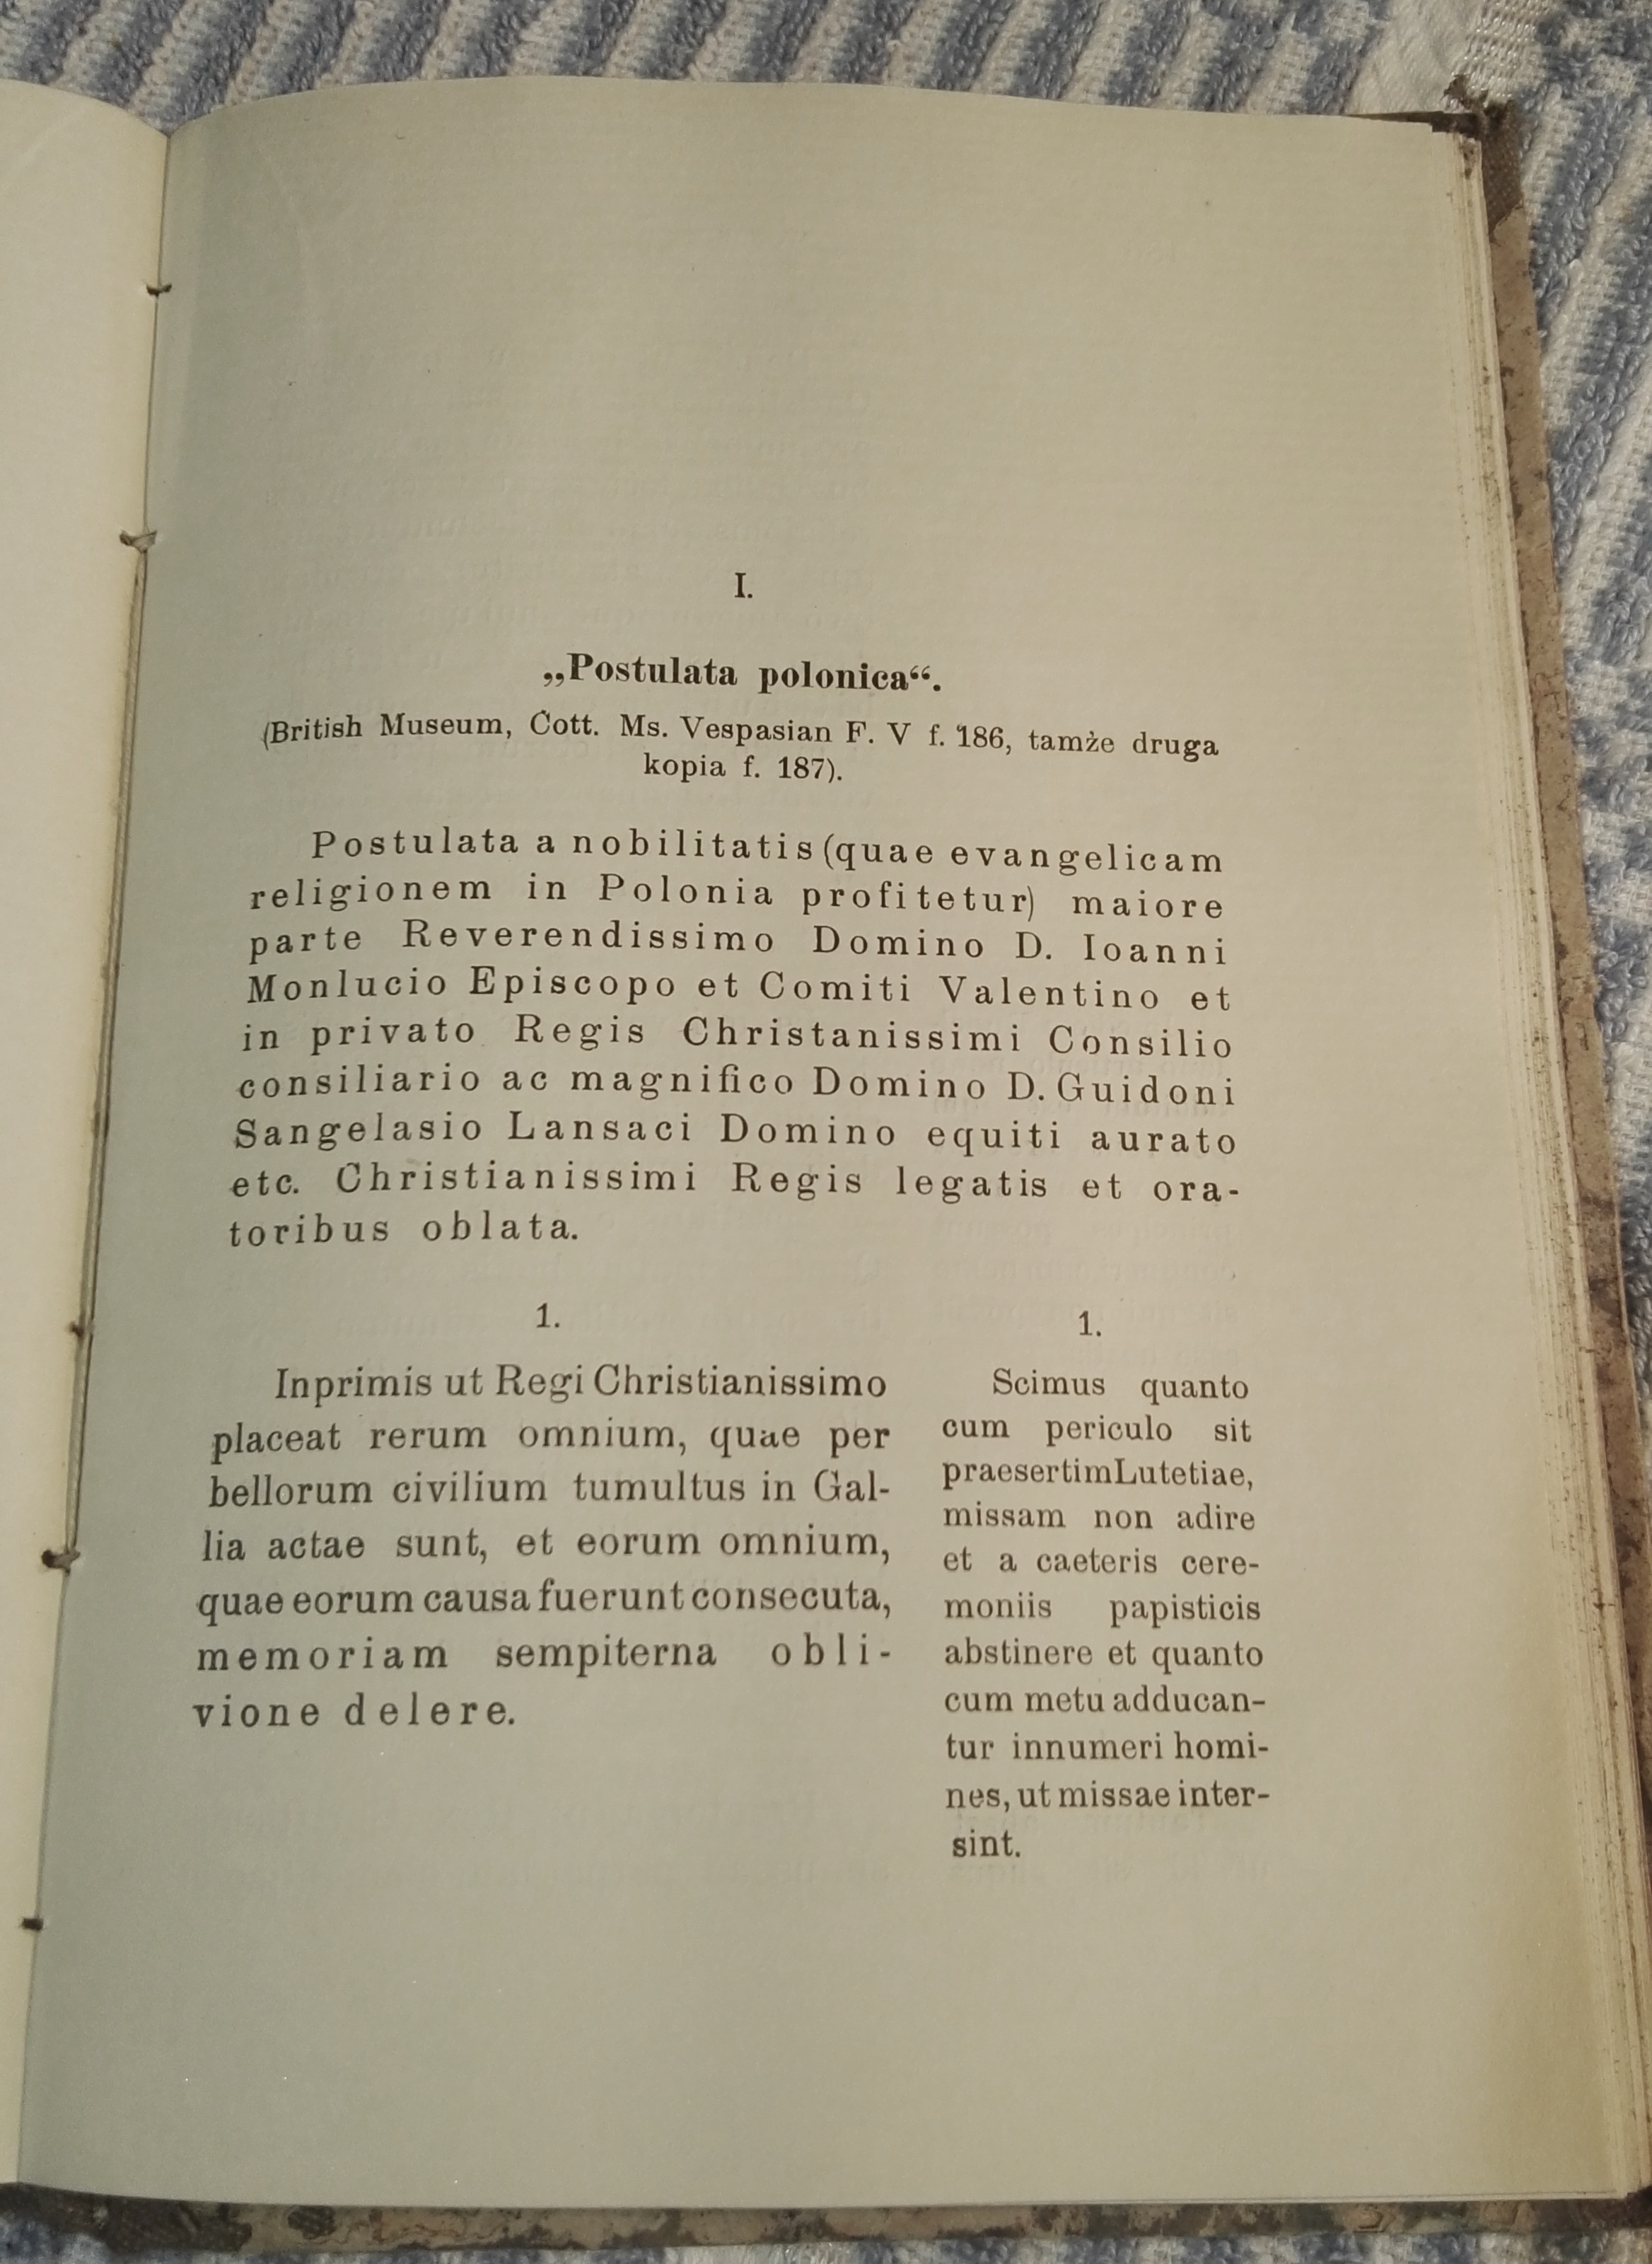 I.
„Postulata polonica“.
(British Museum, Cott. Ms. Vespasian F. V f. 186, tamże druga
kopia f. 187).
Postulata a nobilitatis (quae evangelicam
religionem in Polonia profitetur) maiore
parte Reverendissimo Domino D. Ioanni
Monlucio Episcopo et Comiti Valentino et
in privato Regis Christanissimi Consilio
consiliario ac magnifico Domino D. Guidoni
Sangelasio Lansaci Domino equiti aurato
etc. Christianissimi Regis legatis et ora-
toribus oblata.
1.
Inprimis ut Regi Christianissimo
placeat rerum omnium, quae per
bellorum civilium tumultus in Gal-
lia actae sunt, et eorum omnium,
quae eorum causa fuerunt consecuta,
memoriam sempiterna obli-
vione delere.
1.
Scimus quanto
cum periculo sit
praesertim Lutetiae,
missam non adire
et a caeteris cere-
moniis papisticis
abstinere et quanto
cum metu adducan-
tur innumeri homi-
nes, ut missae inter-
sint.